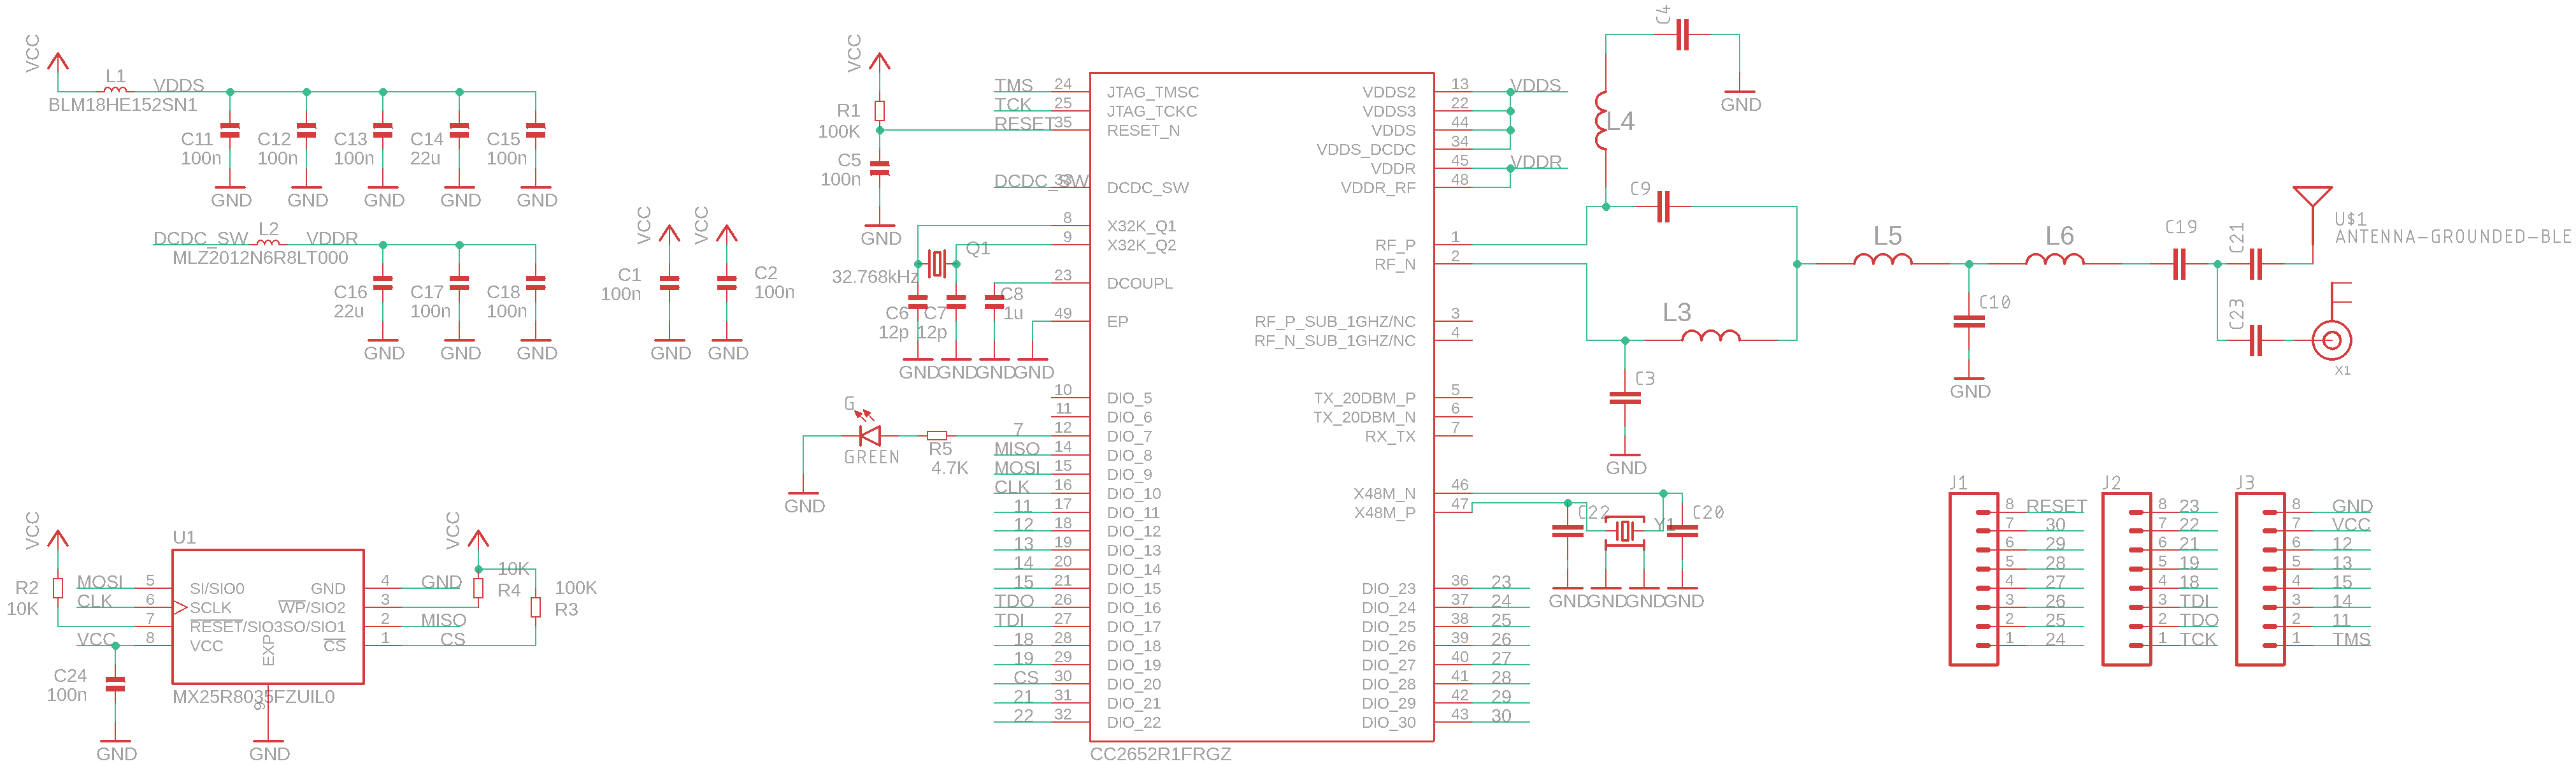 VCC
L1
VDDS
BLM18HE152SN1
C11
100n
C12
100n
C13
100n
C14
22u
C15
100n
GND
GND
GND
GND
GND
DCDC_SW
L2
VDDR
MLZ2012N6R8LT000
C16
22u
C17
100n
C18
100n
GND
GND
GND
VCC
VCC
C1
100n
C2
100n
GND
GND
VCC
R1
100K
C5
100n
GND
TMS
TCK
RESET
DCDC_SW
Q1
32.768kHz
C6
12p
C7
12p
C8
1u
GND
GND
GND
GND
G
GREEN
R5
4.7K
GND
7
MISO
MOSI
CLK
11
12
13
14
15
TDO
TDI
18
19
CS
21
22
24 JTAG_TMSC
25 JTAG_TCKC
35 RESET_N
33 DCDC_SW
8 X32K_Q1
9 X32K_Q2
23 DCOUPL
49 EP
10 DIO_5
11 DIO_6
12 DIO_7
14 DIO_8
15 DIO_9
16 DIO_10
17 DIO_11
18 DIO_12
19 DIO_13
20 DIO_14
21 DIO_15
26 DIO_16
27 DIO_17
28 DIO_18
29 DIO_19
30 DIO_20
31 DIO_21
32 DIO_22
CC2652R1FRGZ
VDDS2 13 VDDS
VDDS3 22
VDDS 44
VDDS_DCDC 34
VDDR 45 VDDR
VDDR_RF 48
RF_P 1
RF_N 2
RF_P_SUB_1GHZ/NC 3
RF_N_SUB_1GHZ/NC 4
TX_20DBM_P 5
TX_20DBM_N 6
RX_TX 7
X48M_N 46
X48M_P 47
DIO_23 36 23
DIO_24 37 24
DIO_25 38 25
DIO_26 39 26
DIO_27 40 27
DIO_28 41 28
DIO_29 42 29
DIO_30 43 30
C4
GND
L4
C9
L3
C3
GND
C22
Y1
C20
GND
GND
GND
GND
L5
C10
GND
L6
C19
C21
C23
U$1
ANTENNA-GROUNDED-BLE
X1
VCC
R2
10K
MOSI
CLK
VCC
C24
100n
GND
U1
5 SI/SIO0
6 SCLK
7 RESET/SIO3
8 VCC
GND 4 GND
WP/SIO2 3
SO/SIO1 2 MISO
CS 1 CS
EXP
9
MX25R8035FZUIL0
GND
VCC
10K
R4
100K
R3
J1
8 RESET
7 30
6 29
5 28
4 27
3 26
2 25
1 24
J2
8 23
7 22
6 21
5 19
4 18
3 TDI
2 TDO
1 TCK
J3
8 GND
7 VCC
6 12
5 13
4 15
3 14
2 11
1 TMS